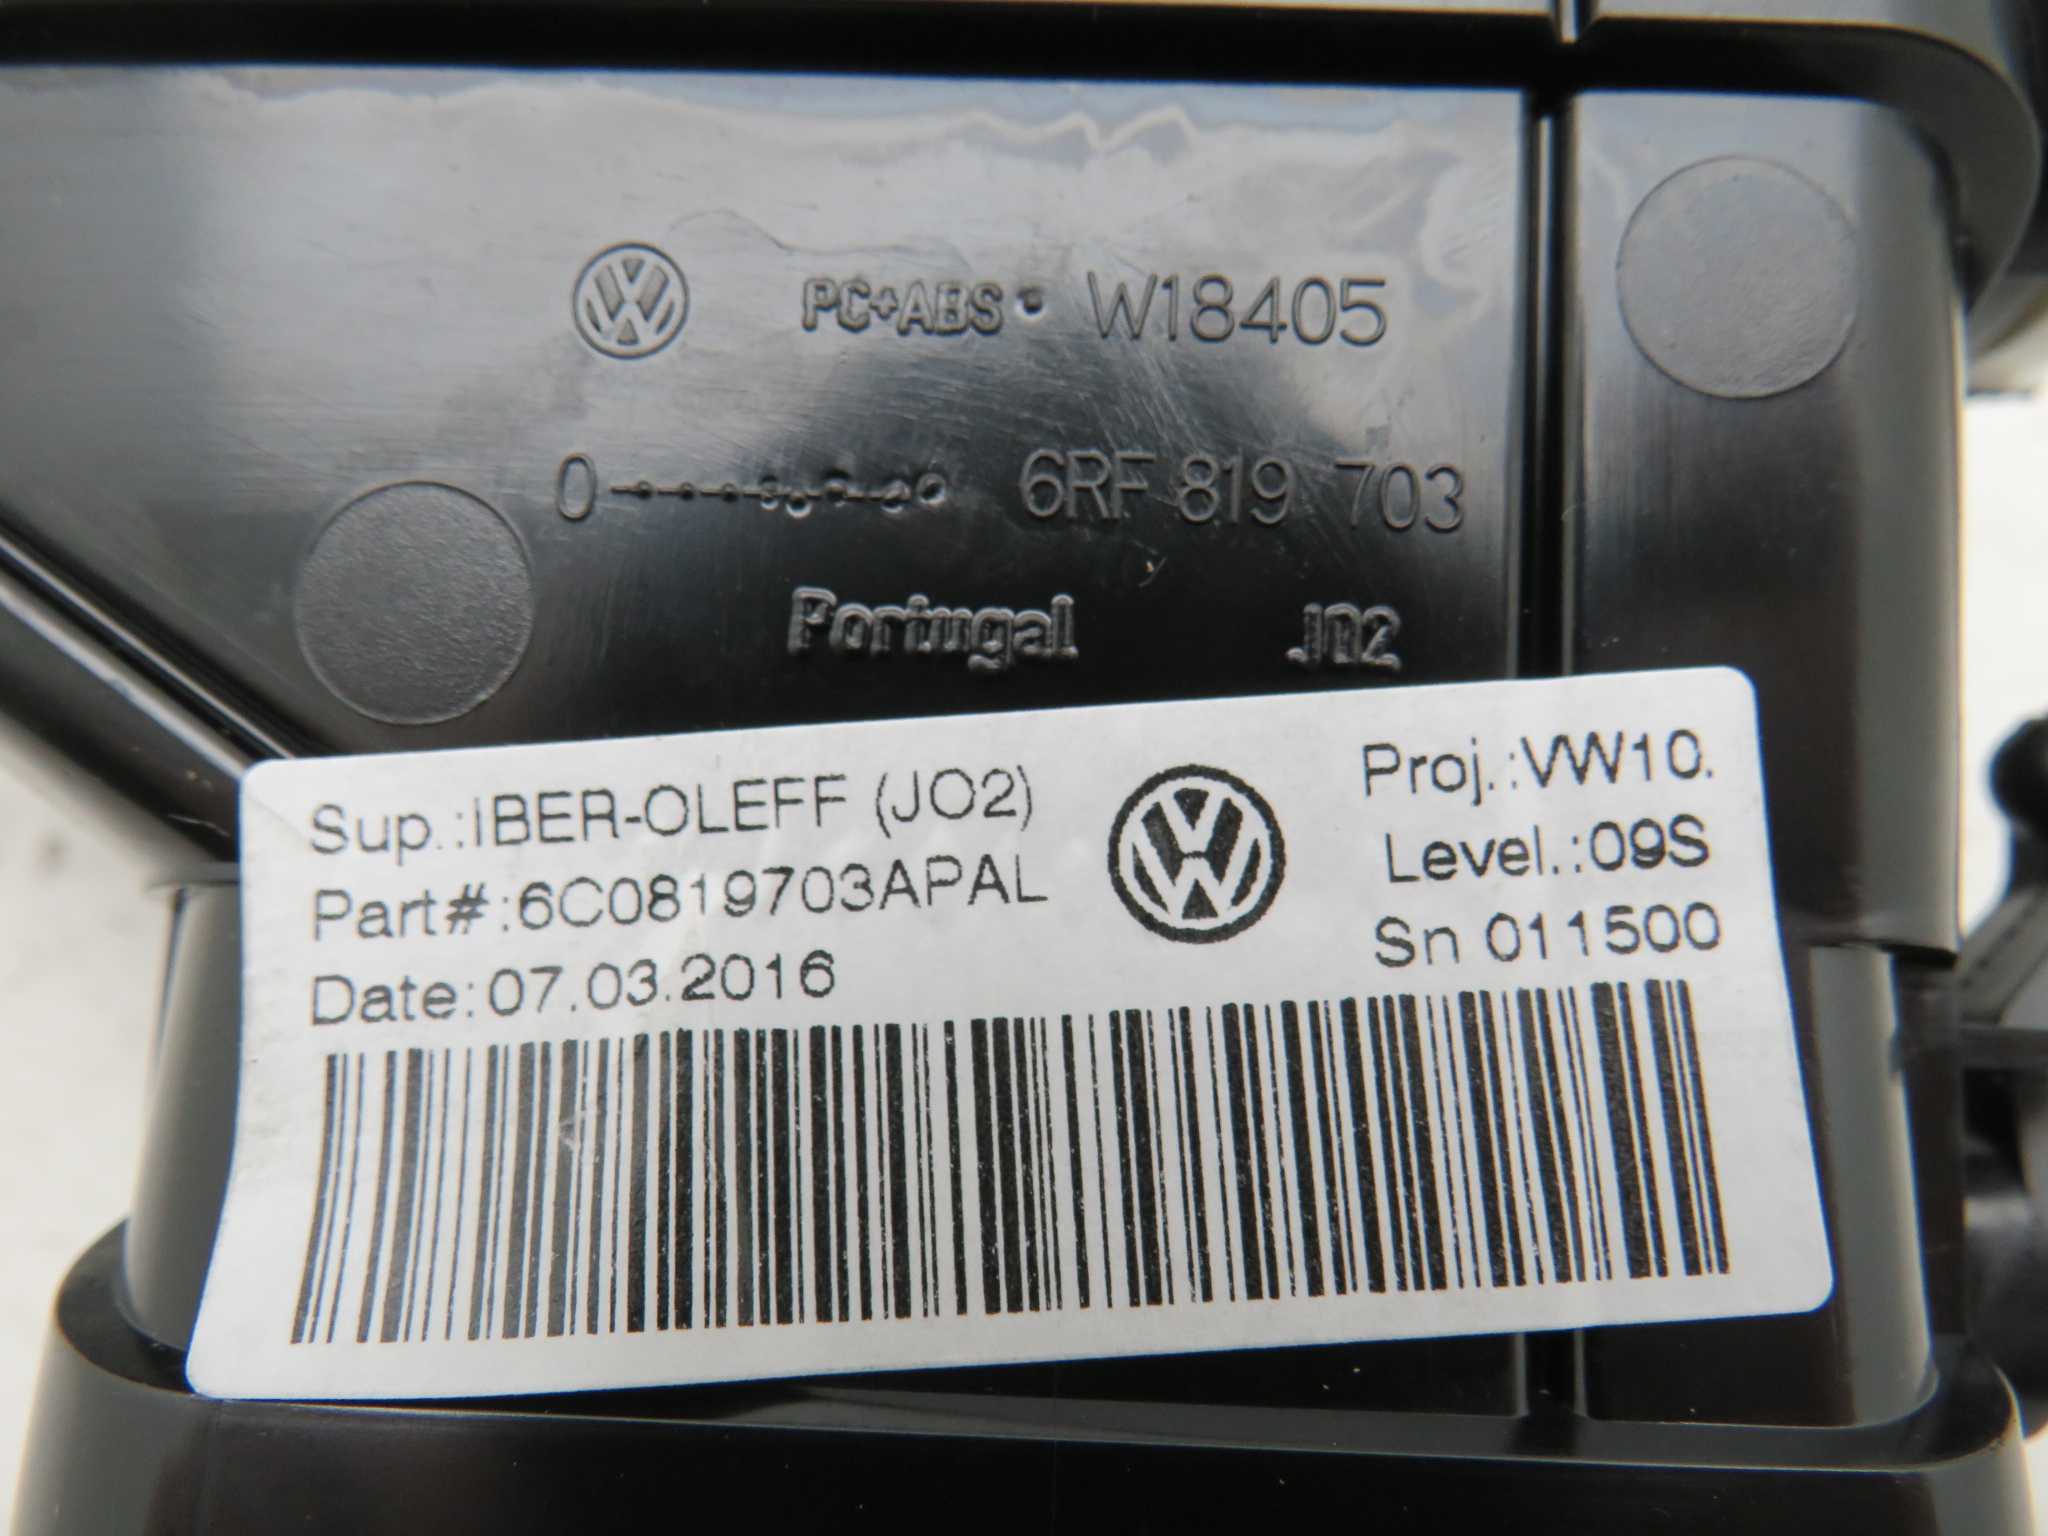 PC+ABS • W18405
0 6RF 819 703
Portugal J02
Sup.:IBER-OLEFF (JO2)
Part#:6C0819703APAL
Date:07.03.2016
Proj.:VW10.
Level.:09S
Sn 011500